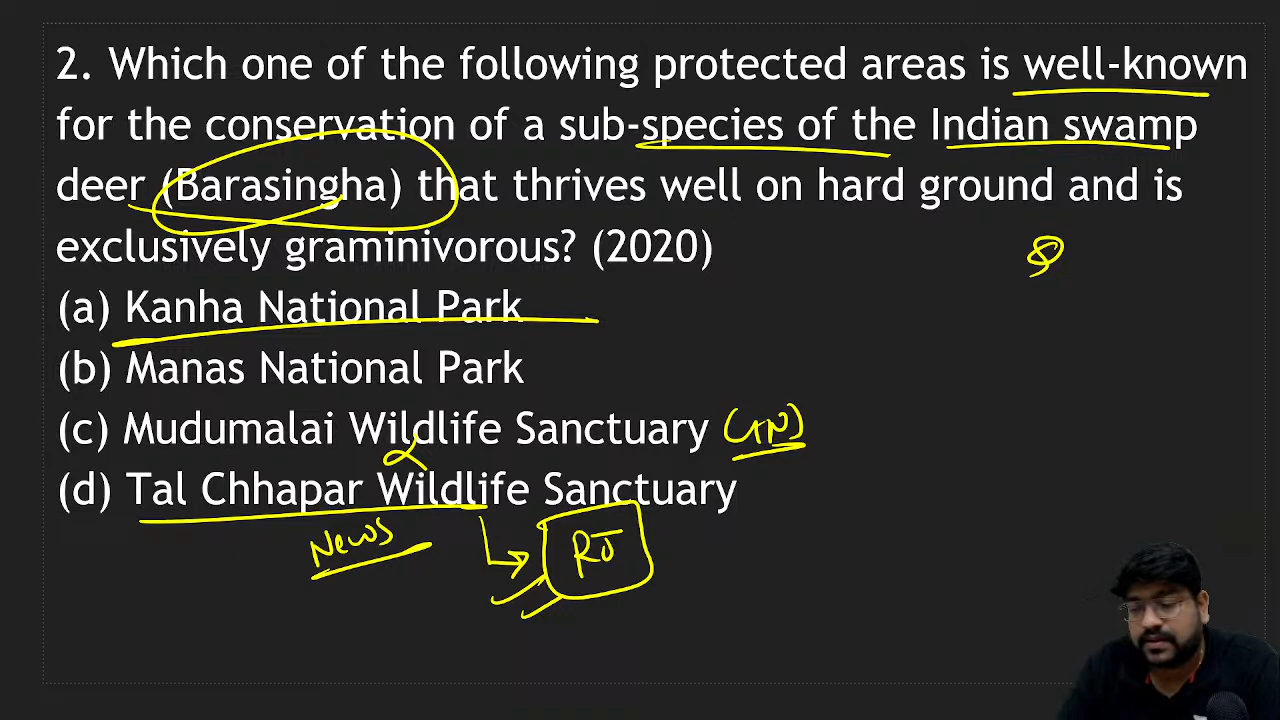 2. Which one of the following protected areas is well-known
for the conservation of a sub-species of the Indian swamp
deer (Barasingha) that thrives well on hard ground and is
exclusively graminivorous? (2020)
(a) Kanha National Park
(b) Manas National Park
(c) Mudumalai Wildlife Sanctuary (TN)
(d) Tal Chhapar Wildlife Sanctuary
News
RJ